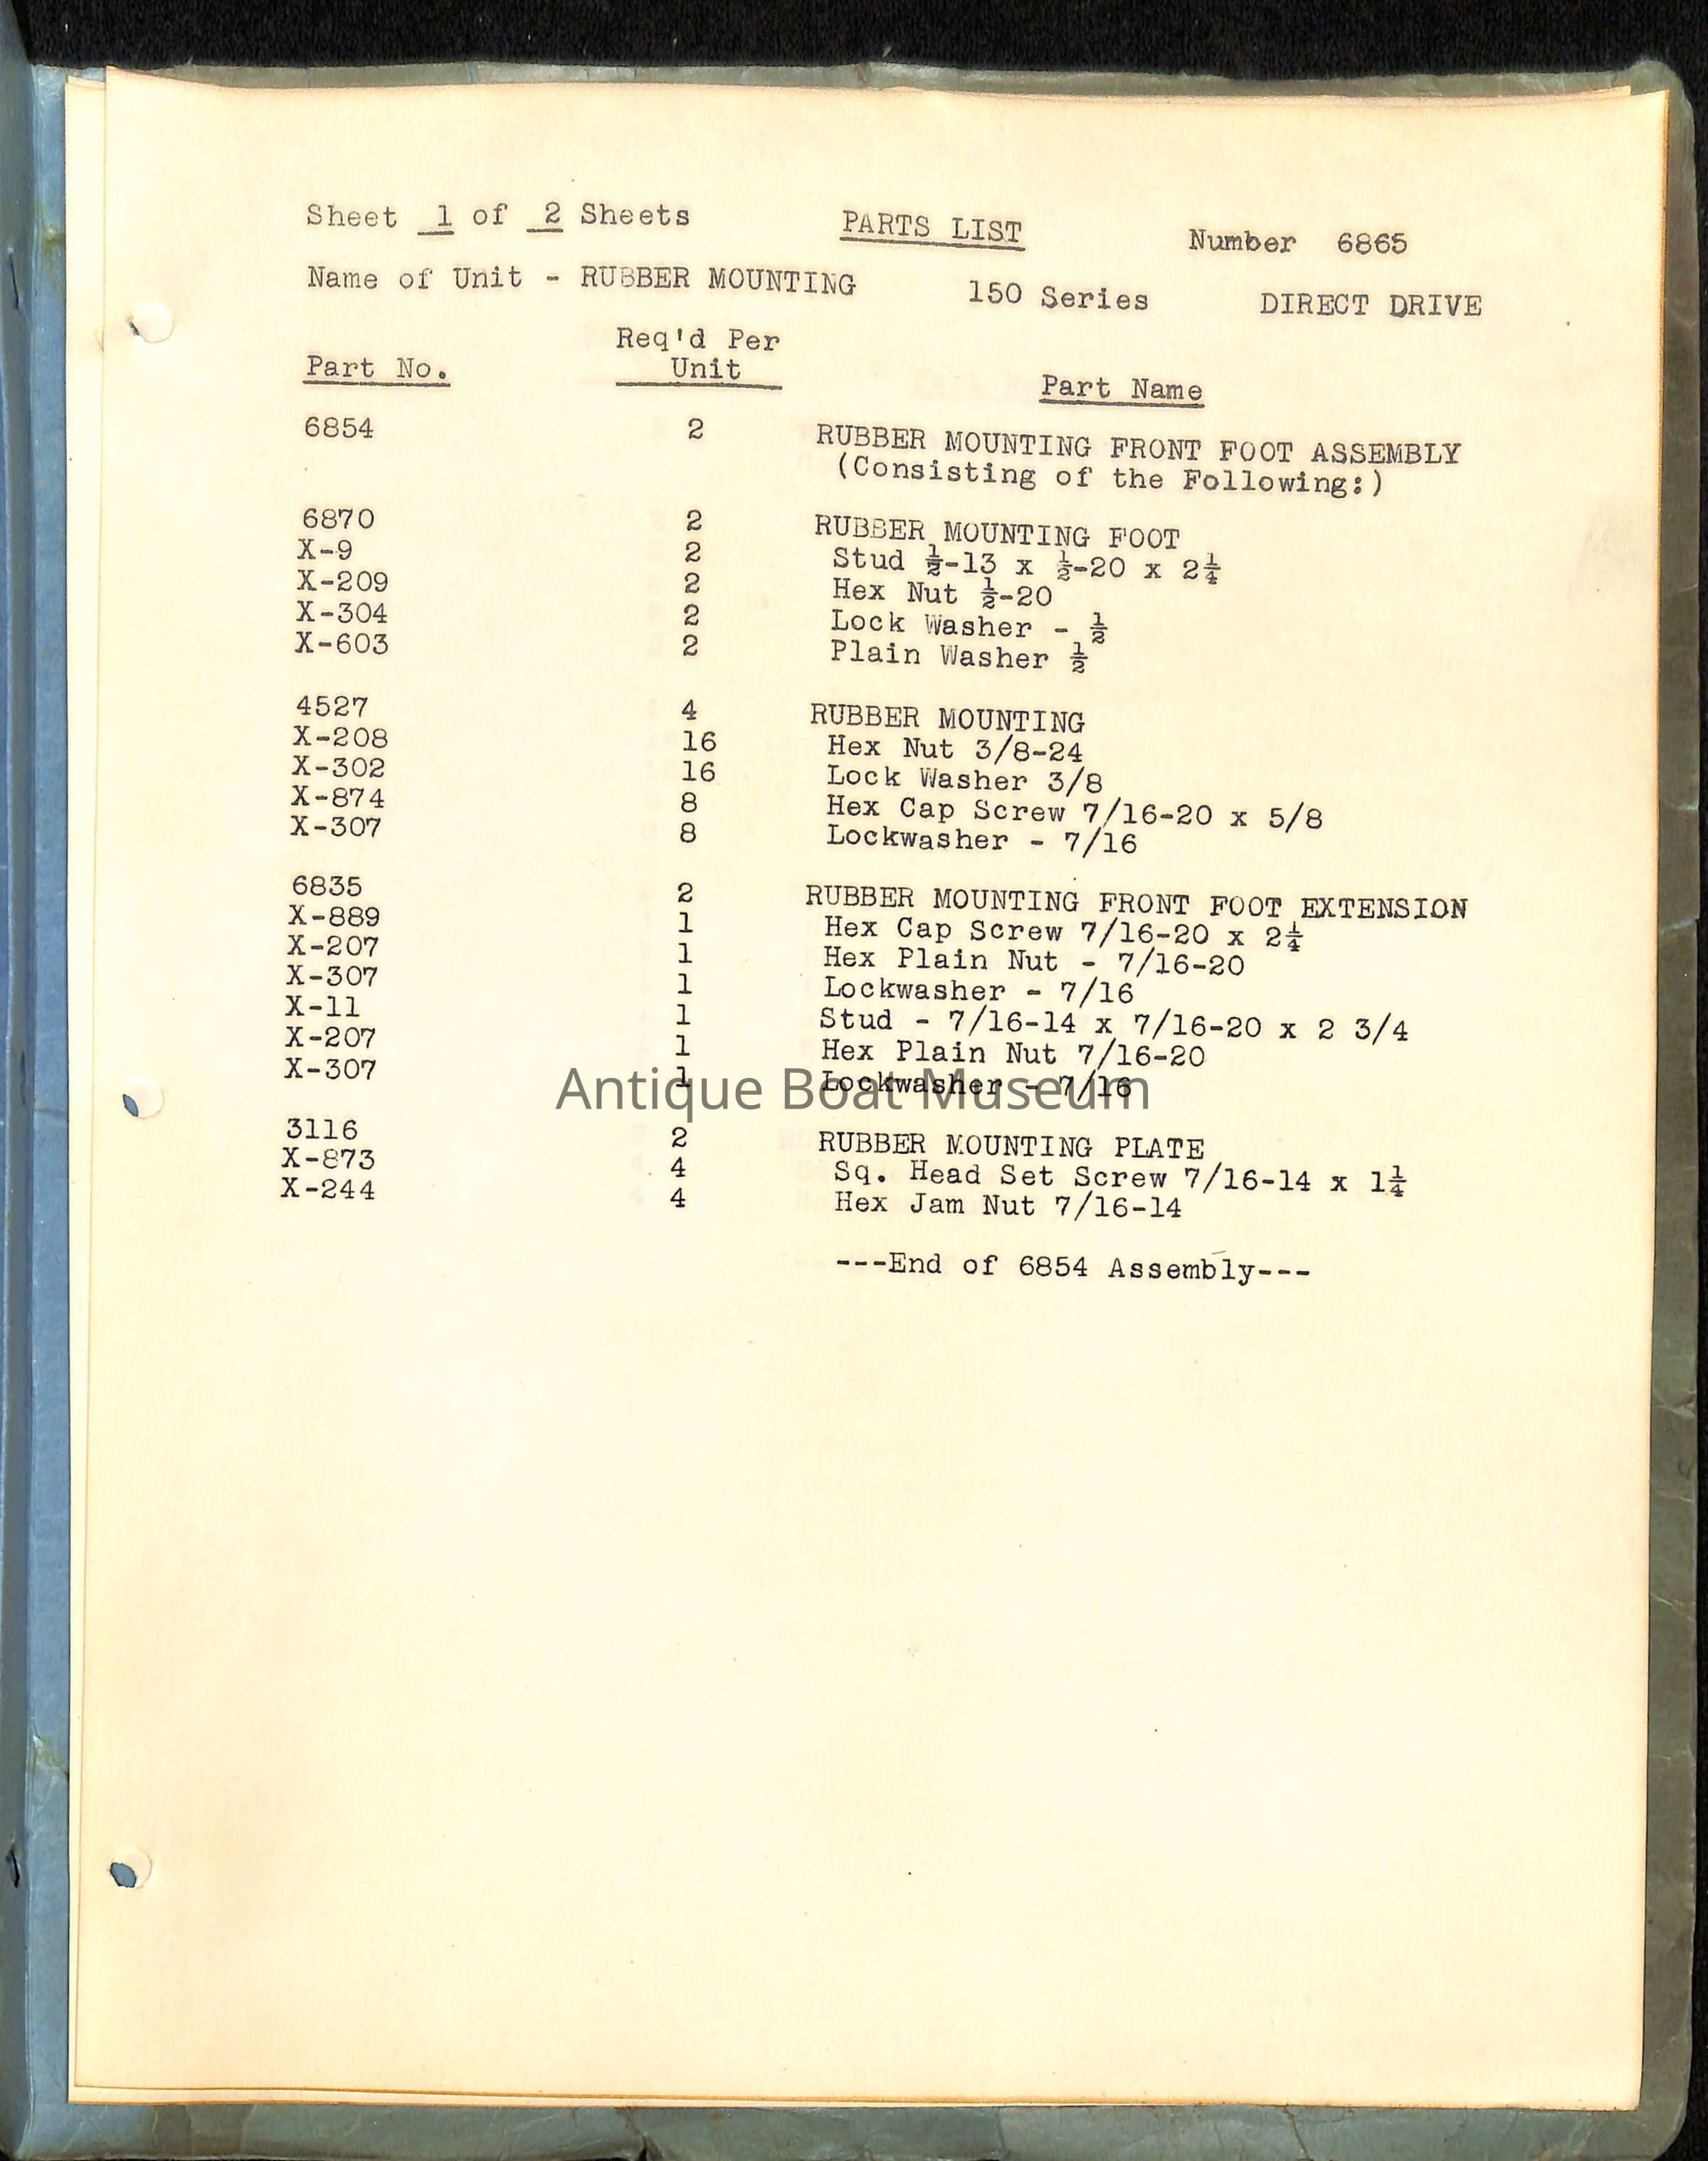 Sheet 1 of 2 Sheets PARTS LIST Number 6865
Name of Unit - RUBBER MOUNTING 150 Series DIRECT DRIVE
Part No. Req'd Per Unit Part Name
6854 2 RUBBER MOUNTING FRONT FOOT ASSEMBLY
(Consisting of the Following:)
6870 2 RUBBER MOUNTING FOOT
X-9 2 Stud ½-13 x ½-20 x 2¼
X-209 2 Hex Nut ½-20
X-304 2 Lock Washer - ½
X-603 2 Plain Washer ½
4527 4 RUBBER MOUNTING
X-208 16 Hex Nut 3/8-24
X-302 16 Lock Washer 3/8
X-874 8 Hex Cap Screw 7/16-20 x 5/8
X-307 8 Lockwasher - 7/16
6835 2 RUBBER MOUNTING FRONT FOOT EXTENSION
X-889 1 Hex Cap Screw 7/16-20 x 2¼
X-207 1 Hex Plain Nut - 7/16-20
X-307 1 Lockwasher - 7/16
X-11 1 Stud - 7/16-14 x 7/16-20 x 2 3/4
X-207 1 Hex Plain Nut 7/16-20
X-307 1 Lockwasher - 7/16
Antique Boat Museum
3116 2 RUBBER MOUNTING PLATE
X-873 4 Sq. Head Set Screw 7/16-14 x 1¼
X-244 4 Hex Jam Nut 7/16-14
---End of 6854 Assembly---